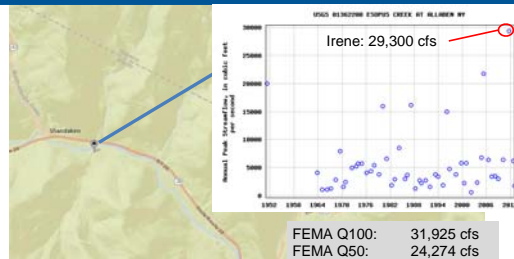 USGS 01362200 ESOPUS CREEK AT ALLABEN NY
Irene: 29,300 cfs
Annual Peak Streamflow, in cubic feet
per second
30000
25000
20000
15000
10000
5000
0
1952 1958 1964 1970 1976 1982 1988 1994 2000 2006
Shandaken
FEMA Q100: 31,925 cfs
FEMA Q50: 24,274 cfs